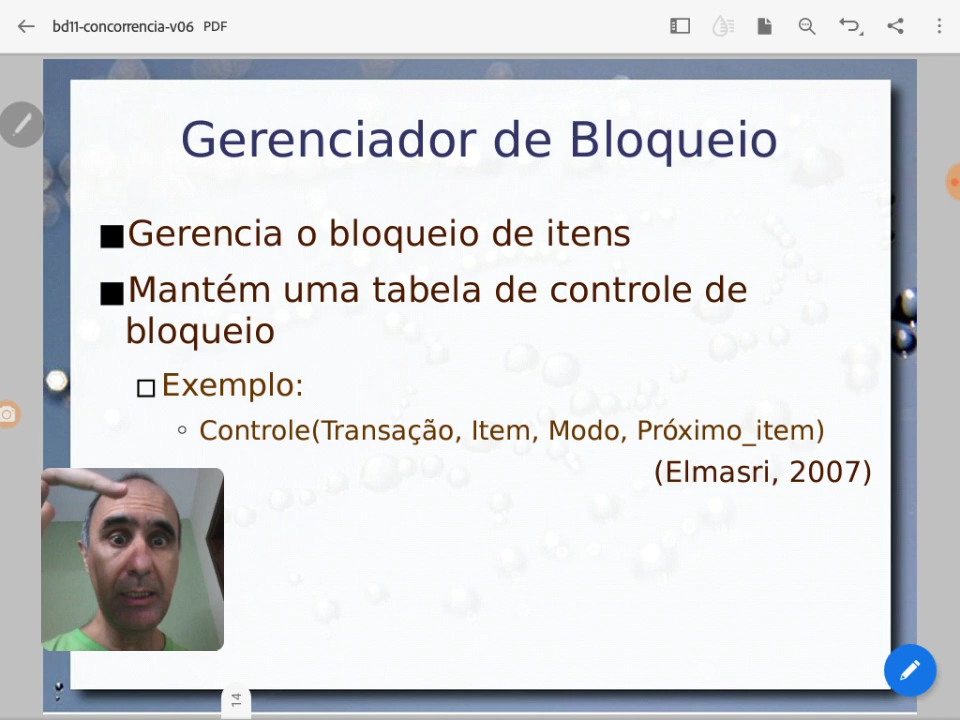 bd11-concorrencia-v06 PDF
Gerenciador de Bloqueio
Gerencia o bloqueio de itens
Mantém uma tabela de controle de
bloqueio
Exemplo:
Controle(Transação, Item, Modo, Próximo_item)
(Elmasri, 2007)
14